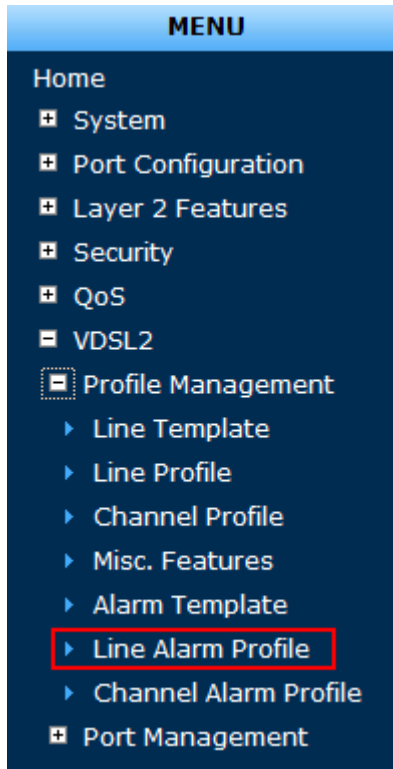 MENU
Home
System
Port Configuration
Layer 2 Features
Security
QoS
VDSL2
Profile Management
Line Template
Line Profile
Channel Profile
Misc. Features
Alarm Template
Line Alarm Profile
Channel Alarm Profile
Port Management